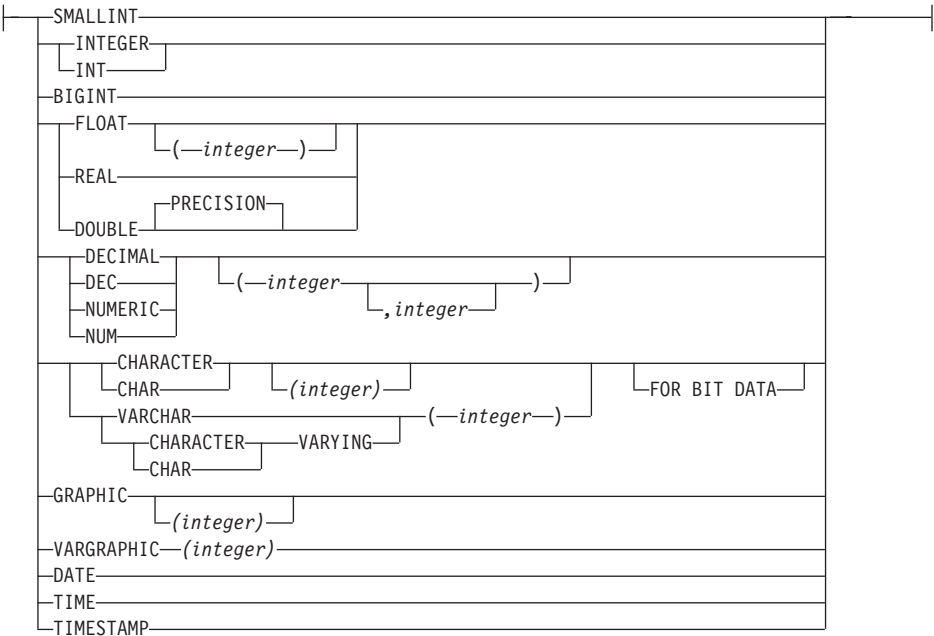 SMALLINT
INTEGER
INT
BIGINT
FLOAT
( integer )
REAL
PRECISION
DOUBLE
DECIMAL
DEC ( integer )
NUMERIC ,integer
NUM
CHARACTER
CHAR (integer) FOR BIT DATA
VARCHAR ( integer )
CHARACTER VARYING
CHAR
GRAPHIC
(integer)
VARGRAPHIC (integer)
DATE
TIME
TIMESTAMP